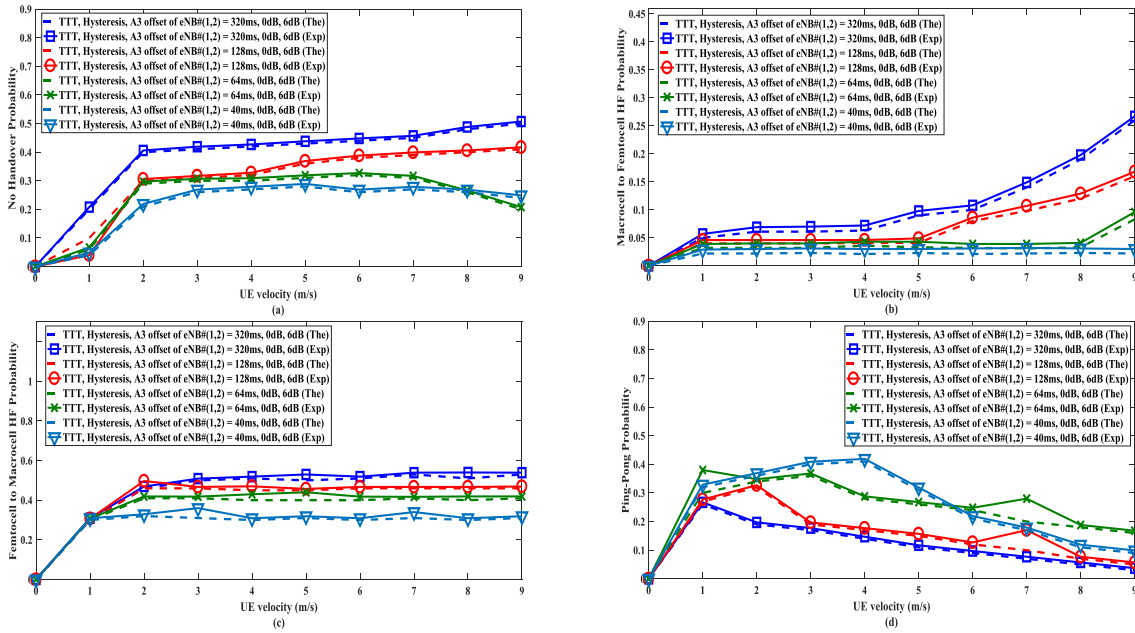 0.9
0.8
0.7
0.6
0.5
0.4
0.3
0.2
0.1
0
No Handover Probability
TTT, Hysteresis, A3 offset of eNB#(1,2) = 320ms, 0dB, 6dB (The)
TTT, Hysteresis, A3 offset of eNB#(1,2) = 320ms, 0dB, 6dB (Exp)
TTT, Hysteresis, A3 offset of eNB#(1,2) = 128ms, 0dB, 6dB (The)
TTT, Hysteresis, A3 offset of eNB#(1,2) = 128ms, 0dB, 6dB (Exp)
TTT, Hysteresis, A3 offset of eNB#(1,2) = 64ms, 0dB, 6dB (The)
TTT, Hysteresis, A3 offset of eNB#(1,2) = 64ms, 0dB, 6dB (Exp)
TTT, Hysteresis, A3 offset of eNB#(1,2) = 40ms, 0dB, 6dB (The)
TTT, Hysteresis, A3 offset of eNB#(1,2) = 40ms, 0dB, 6dB (Exp)
0 1 2 3 4 5 6 7 8 9
UE velocity (m/s)
(a)
0.45
0.4
0.35
0.3
0.25
0.2
0.15
0.1
0.05
0
Macrocell to Femtocell HF Probability
TTT, Hysteresis, A3 offset of eNB#(1,2) = 320ms, 0dB, 6dB (The)
TTT, Hysteresis, A3 offset of eNB#(1,2) = 320ms, 0dB, 6dB (Exp)
TTT, Hysteresis, A3 offset of eNB#(1,2) = 128ms, 0dB, 6dB (The)
TTT, Hysteresis, A3 offset of eNB#(1,2) = 128ms, 0dB, 6dB (Exp)
TTT, Hysteresis, A3 offset of eNB#(1,2) = 64ms, 0dB, 6dB (The)
TTT, Hysteresis, A3 offset of eNB#(1,2) = 64ms, 0dB, 6dB (Exp)
TTT, Hysteresis, A3 offset of eNB#(1,2) = 40ms, 0dB, 6dB (The)
TTT, Hysteresis, A3 offset of eNB#(1,2) = 40ms, 0dB, 6dB (Exp)
0 1 2 3 4 5 6 7 8 9
UE velocity (m/s)
(b)
1
0.8
0.6
0.4
0.2
0
Femtocell to Macrocell HF Probability
TTT, Hysteresis, A3 offset of eNB#(1,2) = 320ms, 0dB, 6dB (The)
TTT, Hysteresis, A3 offset of eNB#(1,2) = 320ms, 0dB, 6dB (Exp)
TTT, Hysteresis, A3 offset of eNB#(1,2) = 128ms, 0dB, 6dB (The)
TTT, Hysteresis, A3 offset of eNB#(1,2) = 128ms, 0dB, 6dB (Exp)
TTT, Hysteresis, A3 offset of eNB#(1,2) = 64ms, 0dB, 6dB (The)
TTT, Hysteresis, A3 offset of eNB#(1,2) = 64ms, 0dB, 6dB (Exp)
TTT, Hysteresis, A3 offset of eNB#(1,2) = 40ms, 0dB, 6dB (The)
TTT, Hysteresis, A3 offset of eNB#(1,2) = 40ms, 0dB, 6dB (Exp)
0 1 2 3 4 5 6 7 8 9
UE velocity (m/s)
(c)
0.9
0.8
0.7
0.6
0.5
0.4
0.3
0.2
0.1
0
Ping-Pong Probability
TTT, Hysteresis, A3 offset of eNB#(1,2) = 320ms, 0dB, 6dB (The)
TTT, Hysteresis, A3 offset of eNB#(1,2) = 320ms, 0dB, 6dB (Exp)
TTT, Hysteresis, A3 offset of eNB#(1,2) = 128ms, 0dB, 6dB (The)
TTT, Hysteresis, A3 offset of eNB#(1,2) = 128ms, 0dB, 6dB (Exp)
TTT, Hysteresis, A3 offset of eNB#(1,2) = 64ms, 0dB, 6dB (The)
TTT, Hysteresis, A3 offset of eNB#(1,2) = 64ms, 0dB, 6dB (Exp)
TTT, Hysteresis, A3 offset of eNB#(1,2) = 40ms, 0dB, 6dB (The)
TTT, Hysteresis, A3 offset of eNB#(1,2) = 40ms, 0dB, 6dB (Exp)
0 1 2 3 4 5 6 7 8 9
UE velocity (m/s)
(d)